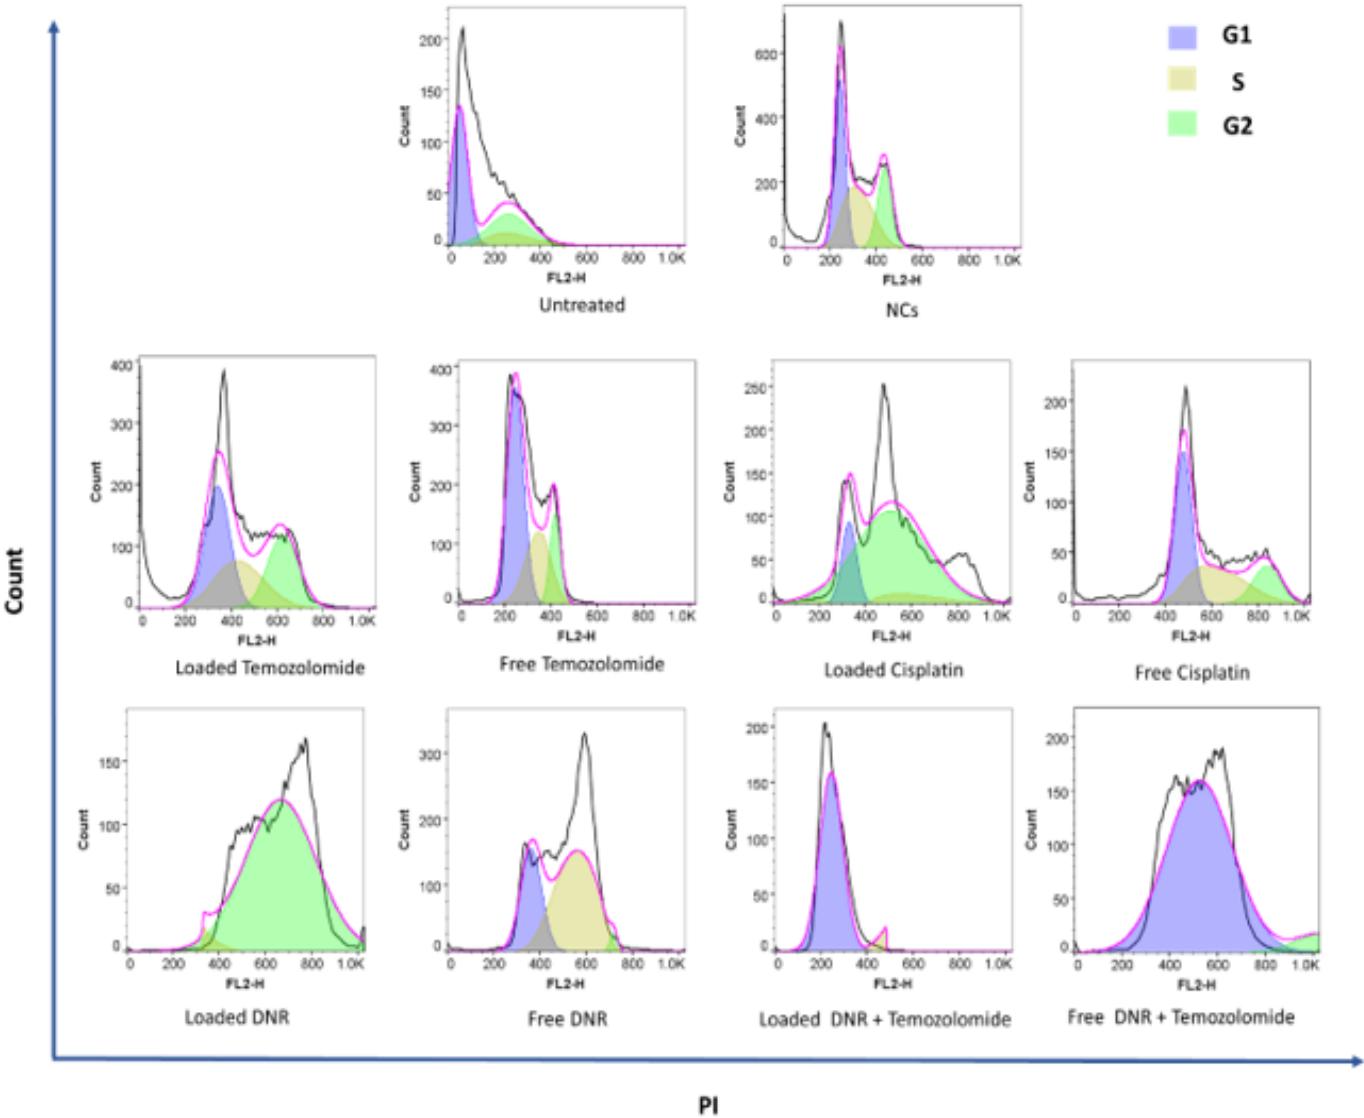 G1
S
G2
Count
200
150
100
50
0
0 200 400 600 800 1.0K
FL2-H
Untreated
Count
600
400
200
0
0 200 400 600 800 1.0K
FL2-H
NCs
Count
400
300
200
100
0
0 200 400 600 800 1.0K
FL2-H
Loaded Temozolomide
Count
400
300
200
100
0
0 200 400 600 800 1.0K
FL2-H
Free Temozolomide
Count
250
200
150
100
50
0
0 200 400 600 800 1.0K
FL2-H
Loaded Cisplatin
Count
200
150
100
50
0
0 200 400 600 800 1.0K
FL2-H
Free Cisplatin
Count
150
100
50
0
0 200 400 600 800 1.0K
FL2-H
Loaded DNR
Count
300
200
100
0
0 200 400 600 800 1.0K
FL2-H
Free DNR
Count
200
150
100
50
0
0 200 400 600 800 1.0K
FL2-H
Loaded DNR + Temozolomide
Count
200
150
100
50
0
0 200 400 600 800 1.0K
FL2-H
Free DNR + Temozolomide
Count
PI